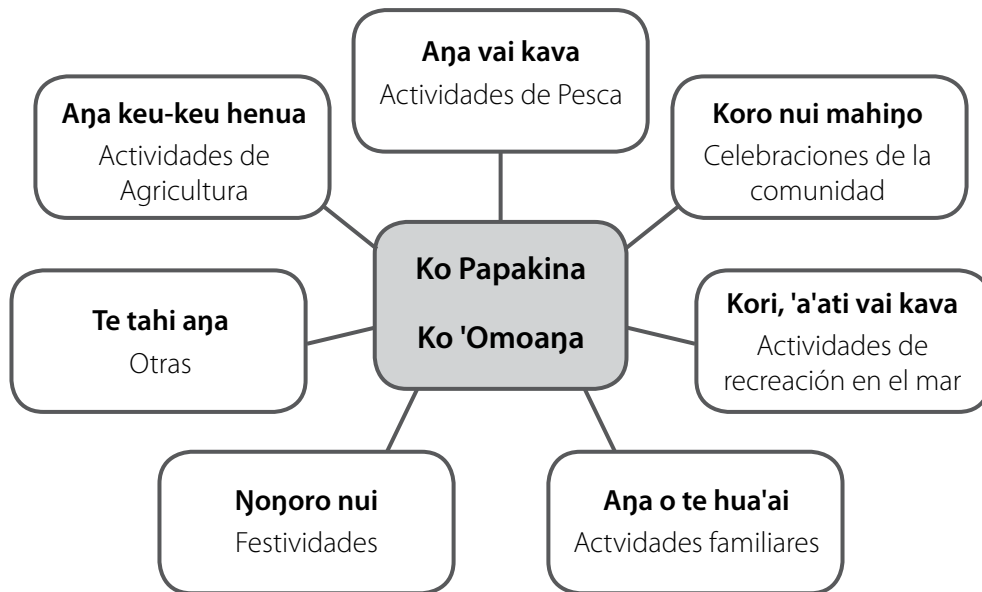 Aŋa vai kava
Actividades de Pesca
Aŋa keu-keu henua
Actividades de
Agricultura
Koro nui mahiŋo
Celebraciones de la
comunidad
Ko Papakina
Ko 'Omoaŋa
Te tahi aŋa
Otras
Kori, 'a'ati vai kava
Actividades de
recreación en el mar
Ŋoŋoro nui
Festividades
Aŋa o te hua'ai
Actvidades familiares